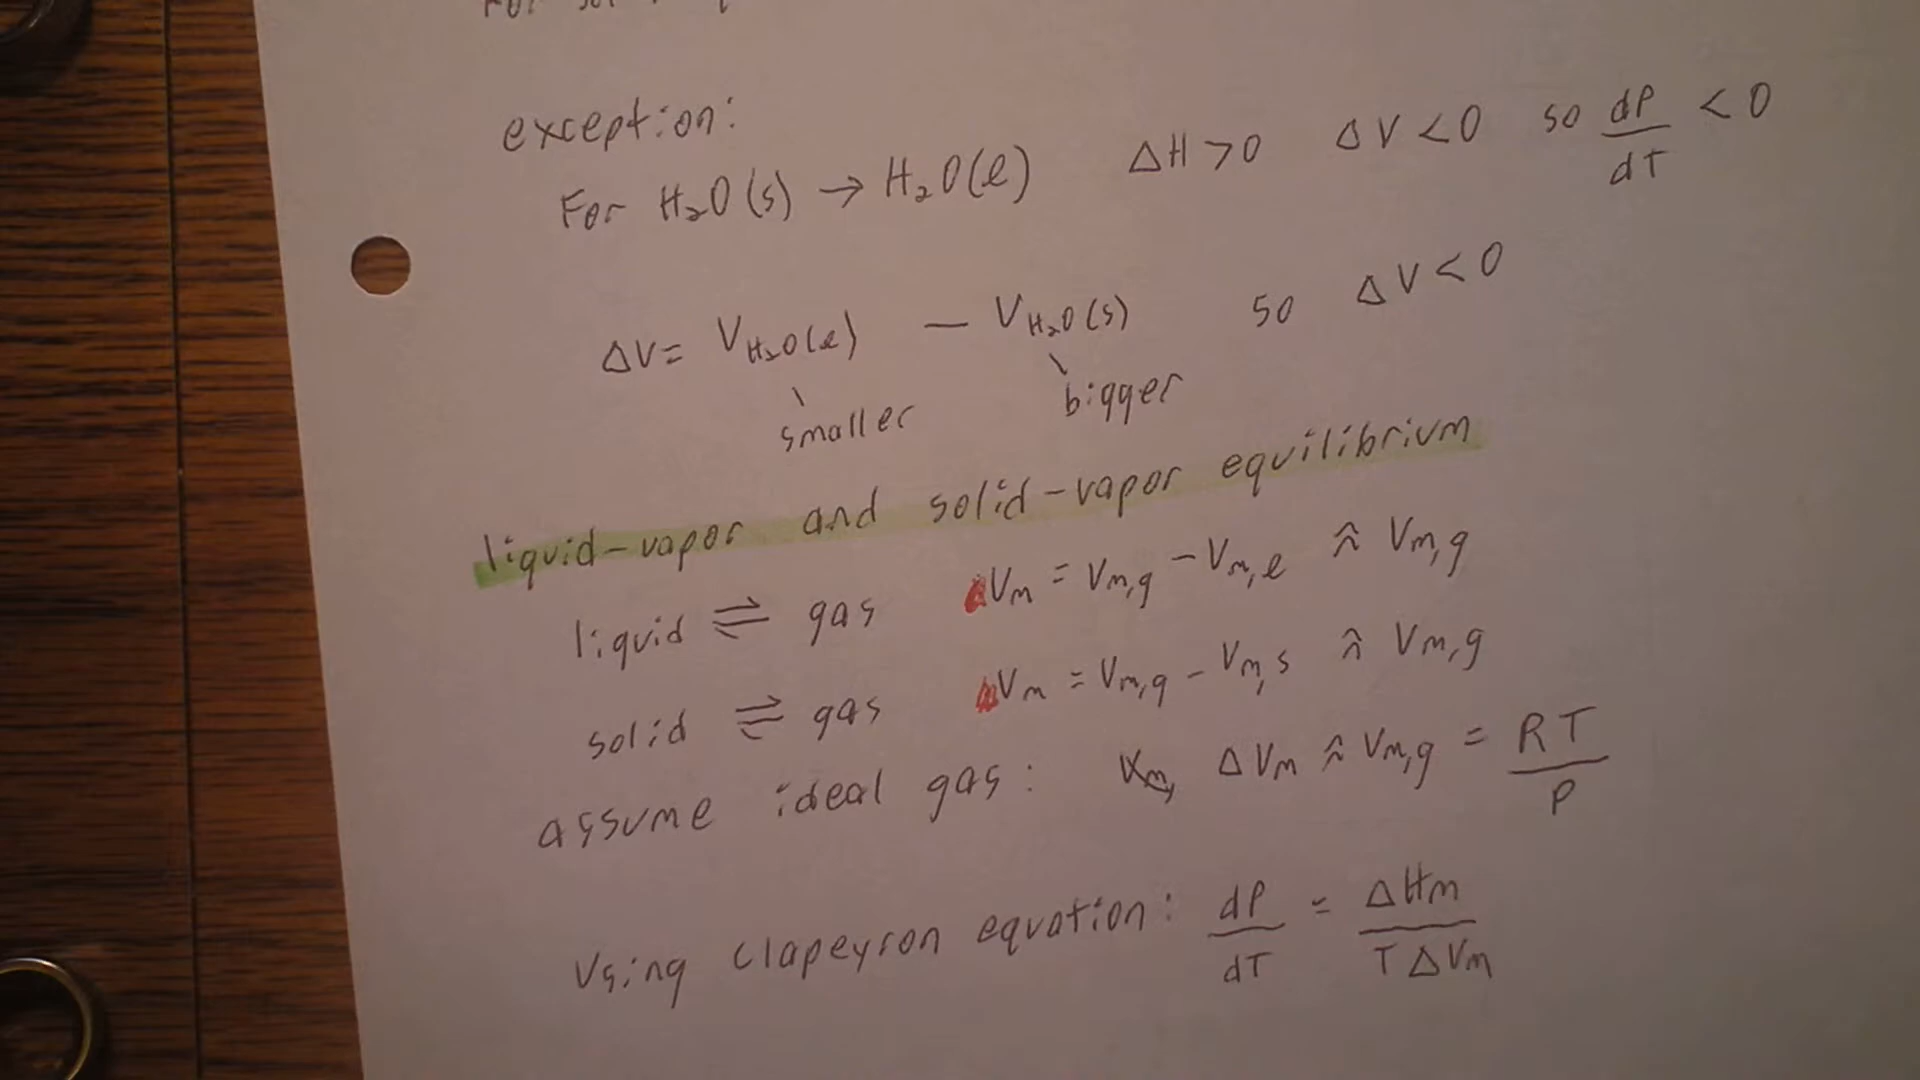 exception:
For H₂O(s) → H₂O(l) ΔH > 0 ΔV < 0 so dP/dT < 0
ΔV = V_H₂O(l) − V_H₂O(s) so ΔV < 0
smaller bigger
liquid-vapor and solid-vapor equilibrium
liquid ⇌ gas ΔVm = Vm,g − Vm,l ≈ Vm,g
solid ⇌ gas ΔVm = Vm,g − Vm,s ≈ Vm,g
assume ideal gas: ΔVm ≈ Vm,g = RT/P
Using Clapeyron equation: dP/dT = ΔHm/TΔVm